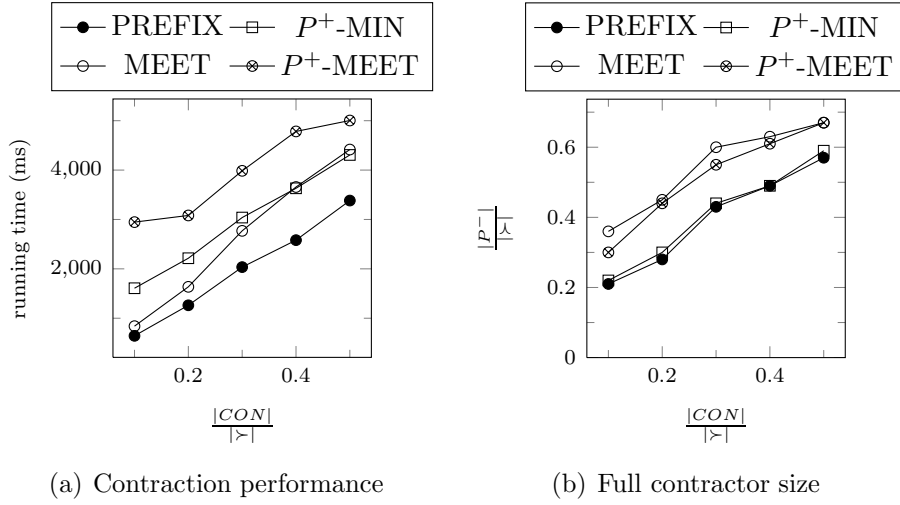 PREFIX P⁺-MIN
MEET P⁺-MEET
4,000
2,000
running time (ms)
0.2 0.4
|CON|
|≻|
(a) Contraction performance
PREFIX P⁺-MIN
MEET P⁺-MEET
0.6
0.4
0.2
0
|P⁻|
|≻|
0.2 0.4
|CON|
|≻|
(b) Full contractor size